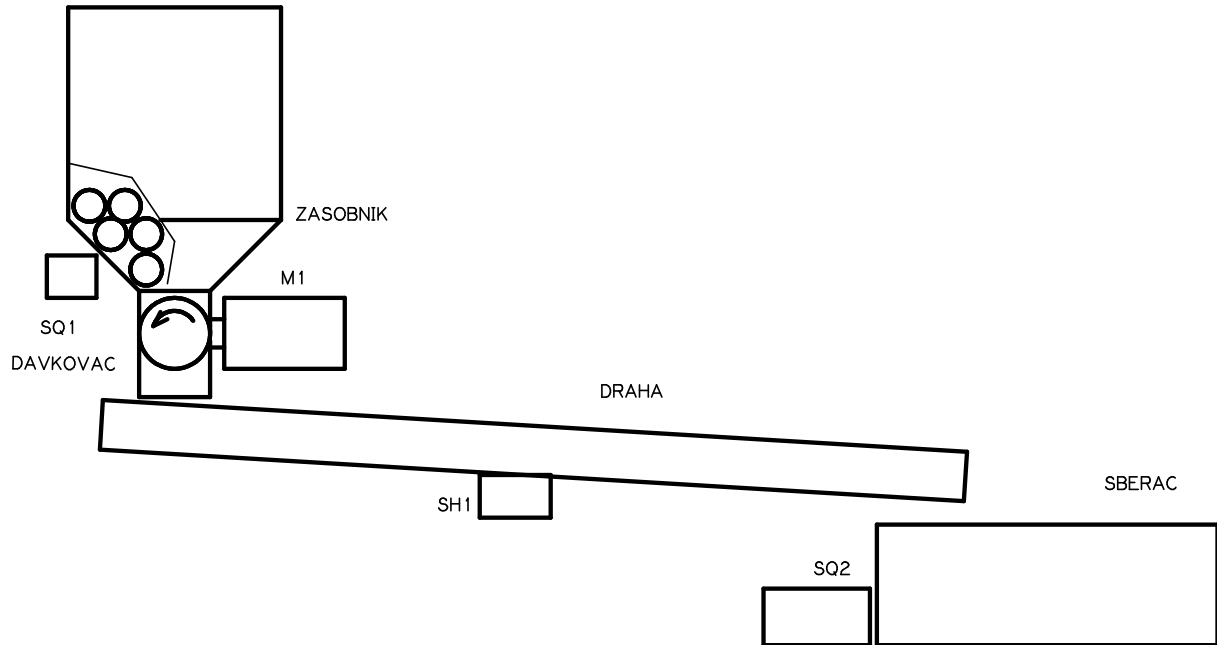 ZASOBNIK
M1
SQ1
DAVKOVAC
DRAHA
SBERAC
SH1
SQ2